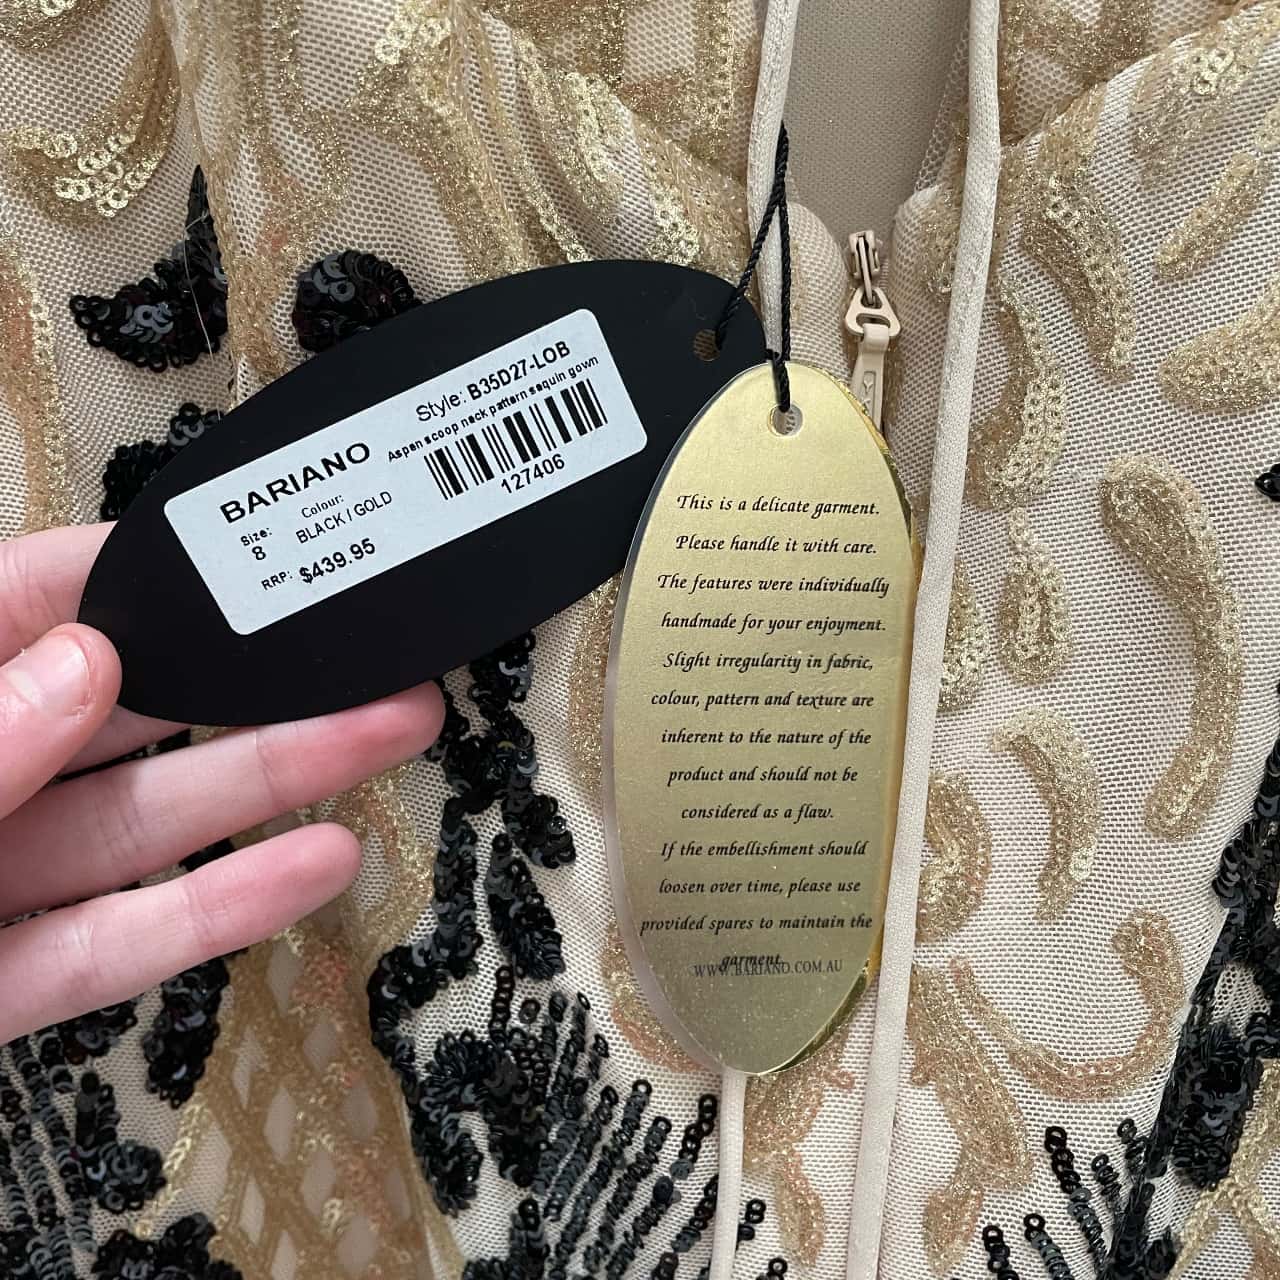 BARIANO
Style: B35D27-LOB
Aspen scoop neck pattern sequin gown
Size:
8
Colour:
BLACK / GOLD
127406
RRP: $439.95
This is a delicate garment.
Please handle it with care.
The features were individually
handmade for your enjoyment.
Slight irregularity in fabric,
colour, pattern and texture are
inherent to the nature of the
product and should not be
considered as a flaw.
If the embellishment should
loosen over time, please use
provided spares to maintain the
garment.
WWW.BARIANO.COM.AU